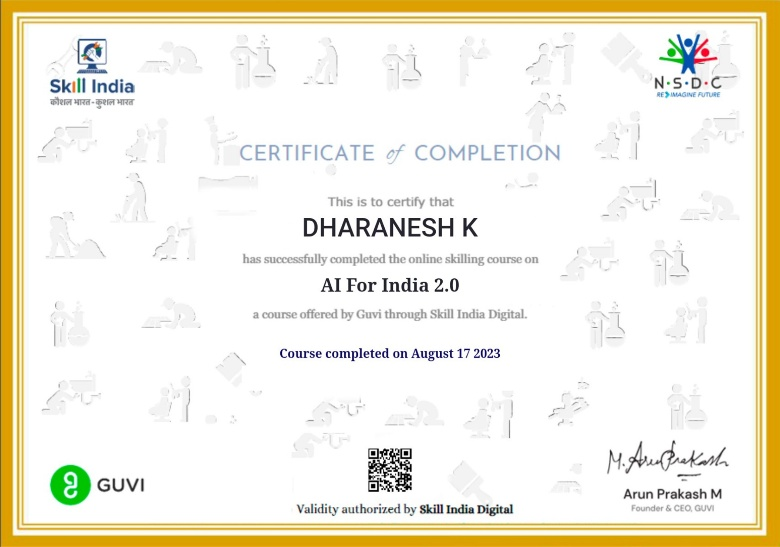 Skill India
कौशल भारत-कुशल भारत
N·S·D·C
RE IMAGINE FUTURE
CERTIFICATE of COMPLETION
This is to certify that
DHARANESH K
has successfully completed the online skilling course on
AI For India 2.0
a course offered by Guvi through Skill India Digital.
Course completed on August 17 2023
GUVI
M. Arun Prakash
Arun Prakash M
Founder & CEO, GUVI
Validity authorized by Skill India Digital